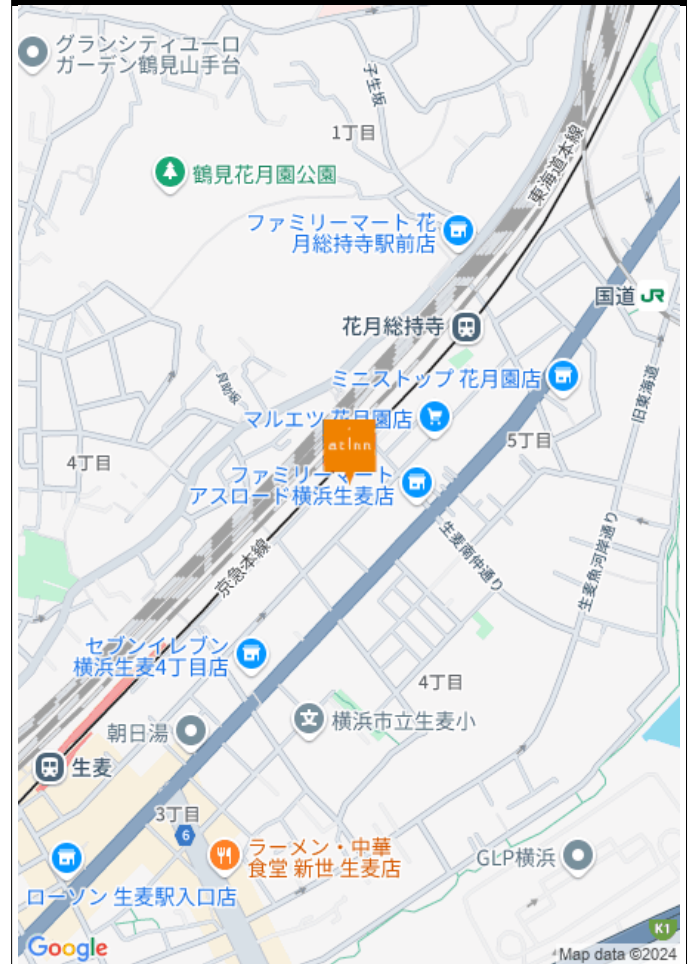 グランシティユーロ
ガーデン鶴見山手台
子生坂
1丁目
東海道本線
鶴見花月園公園
ファミリーマート 花
月総持寺駅前店
国道 JR
花月総持寺
ミニストップ 花月園店
旧東海道
マルエツ 花月園店
atinn
5丁目
4丁目
ファミリーマート
アスロード横浜生麦店
生麦南仲通り
生麦魚河岸通り
京急本線
セブンイレブン
横浜生麦4丁目店
4丁目
横浜市立生麦小
朝日湯
生麦
3丁目
6
ラーメン・中華
食堂 新世 生麦店
GLP横浜
ローソン 生麦駅入口店
K1
Google
Map data ©2024